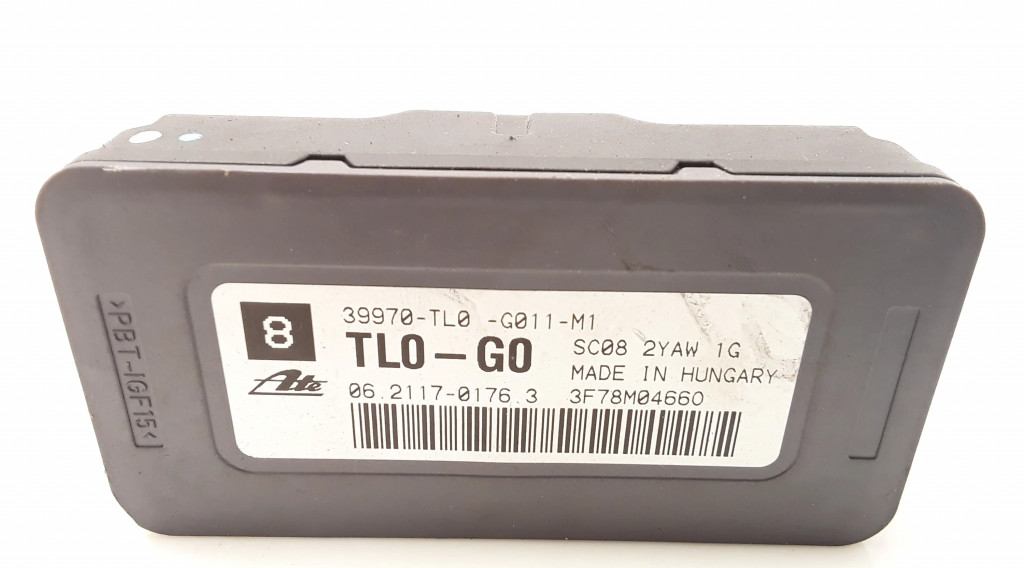 >PBT-IGF15<
8
39970-TL0 -G011-M1
TL0-G0
SC08 2YAW 1G
MADE IN HUNGARY
Ate
06.2117-0176.3 3F78M04660